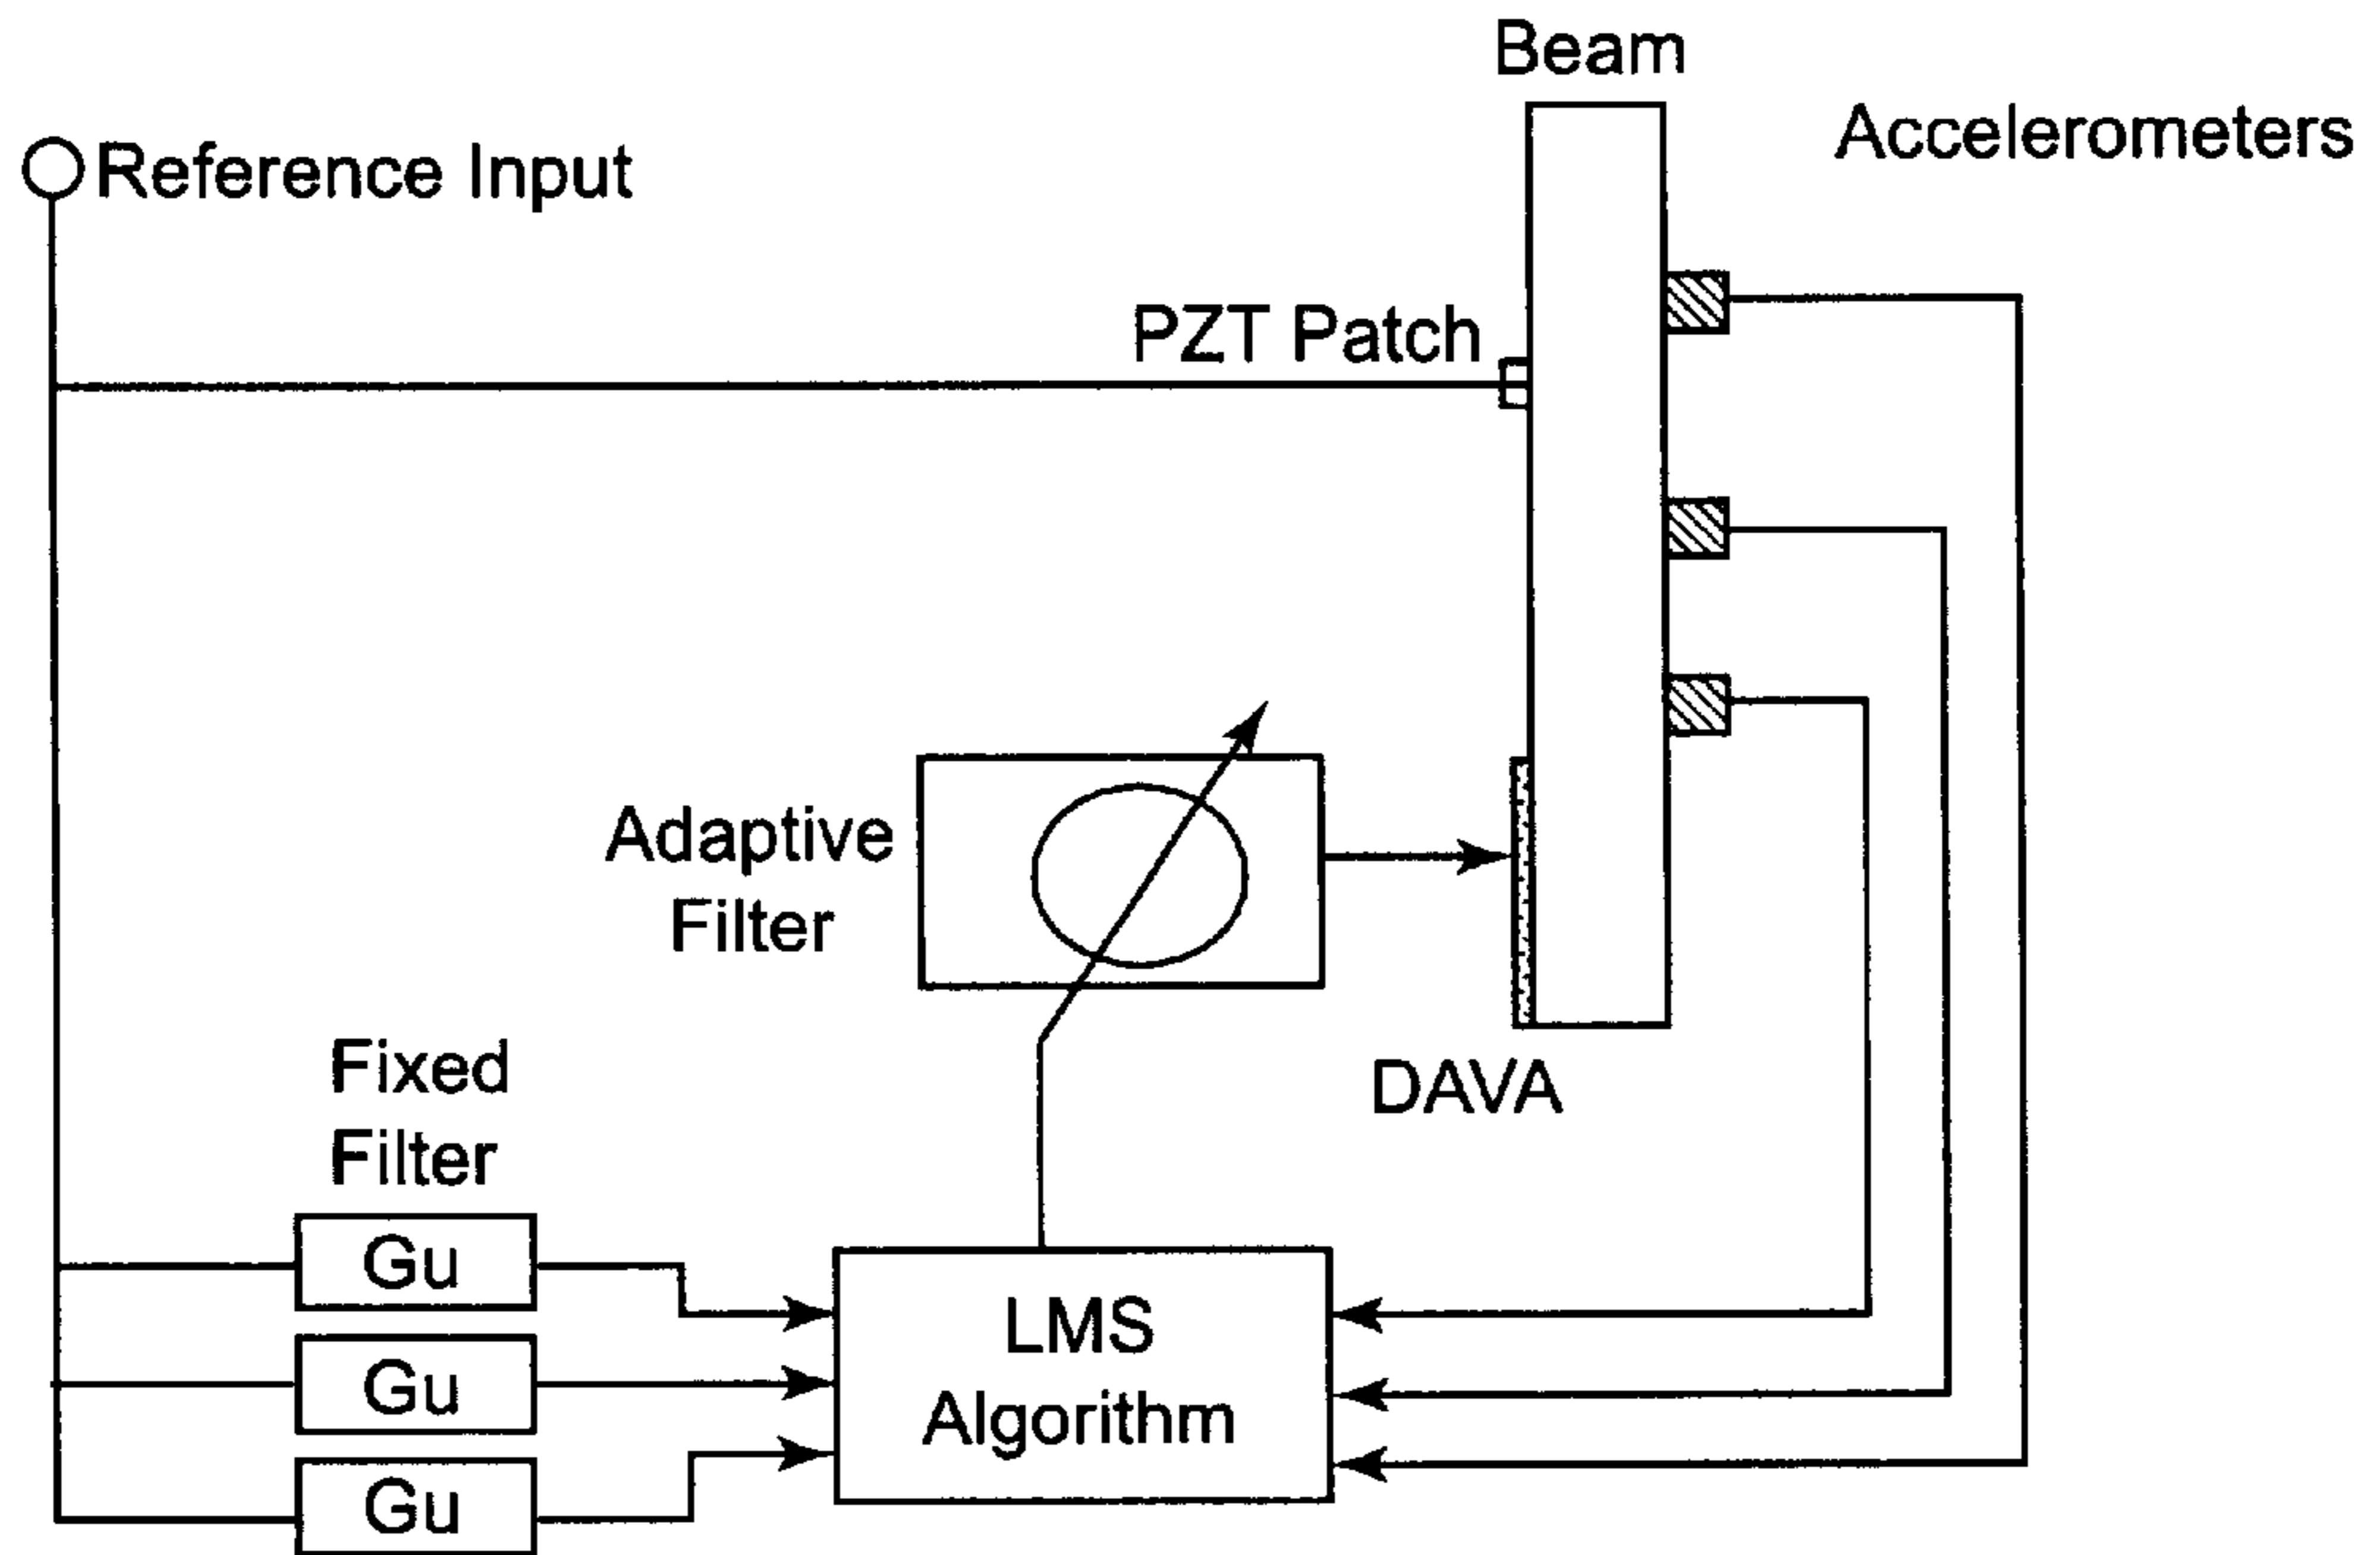 Beam
Accelerometers
Reference Input
PZT Patch
Adaptive
Filter
DAVA
Fixed
Filter
Gu
Gu
Gu
LMS
Algorithm